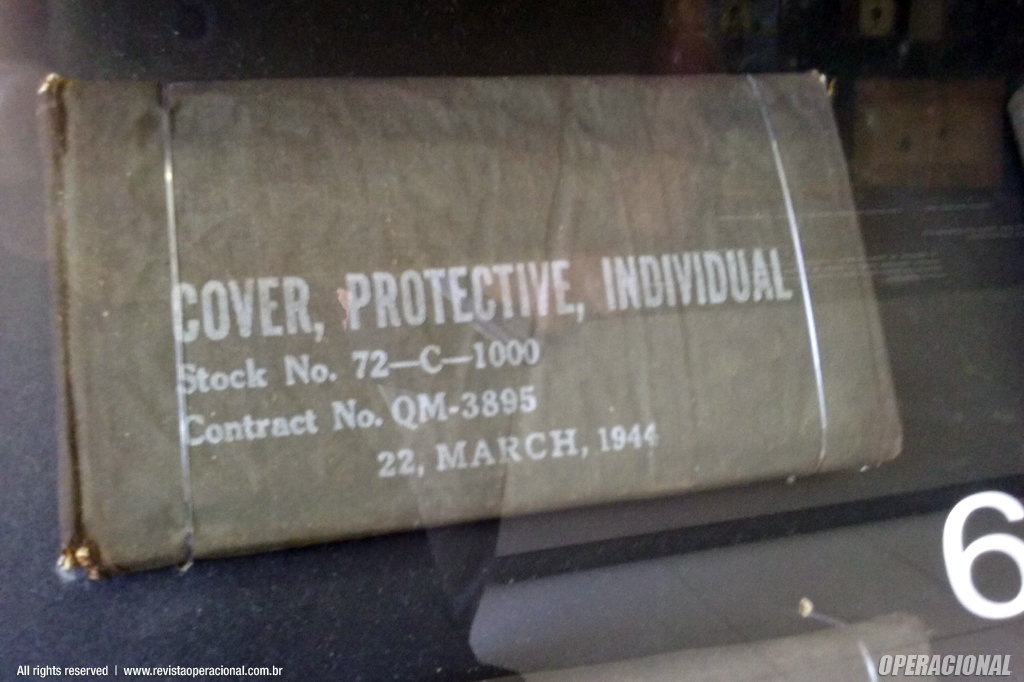 COVER, PROTECTIVE, INDIVIDUAL
Stock No. 72—C—1000
Contract No. QM-3895
22, MARCH, 1944
6
All rights reserved | www.revistaoperacional.com.br
OPERACIONAL